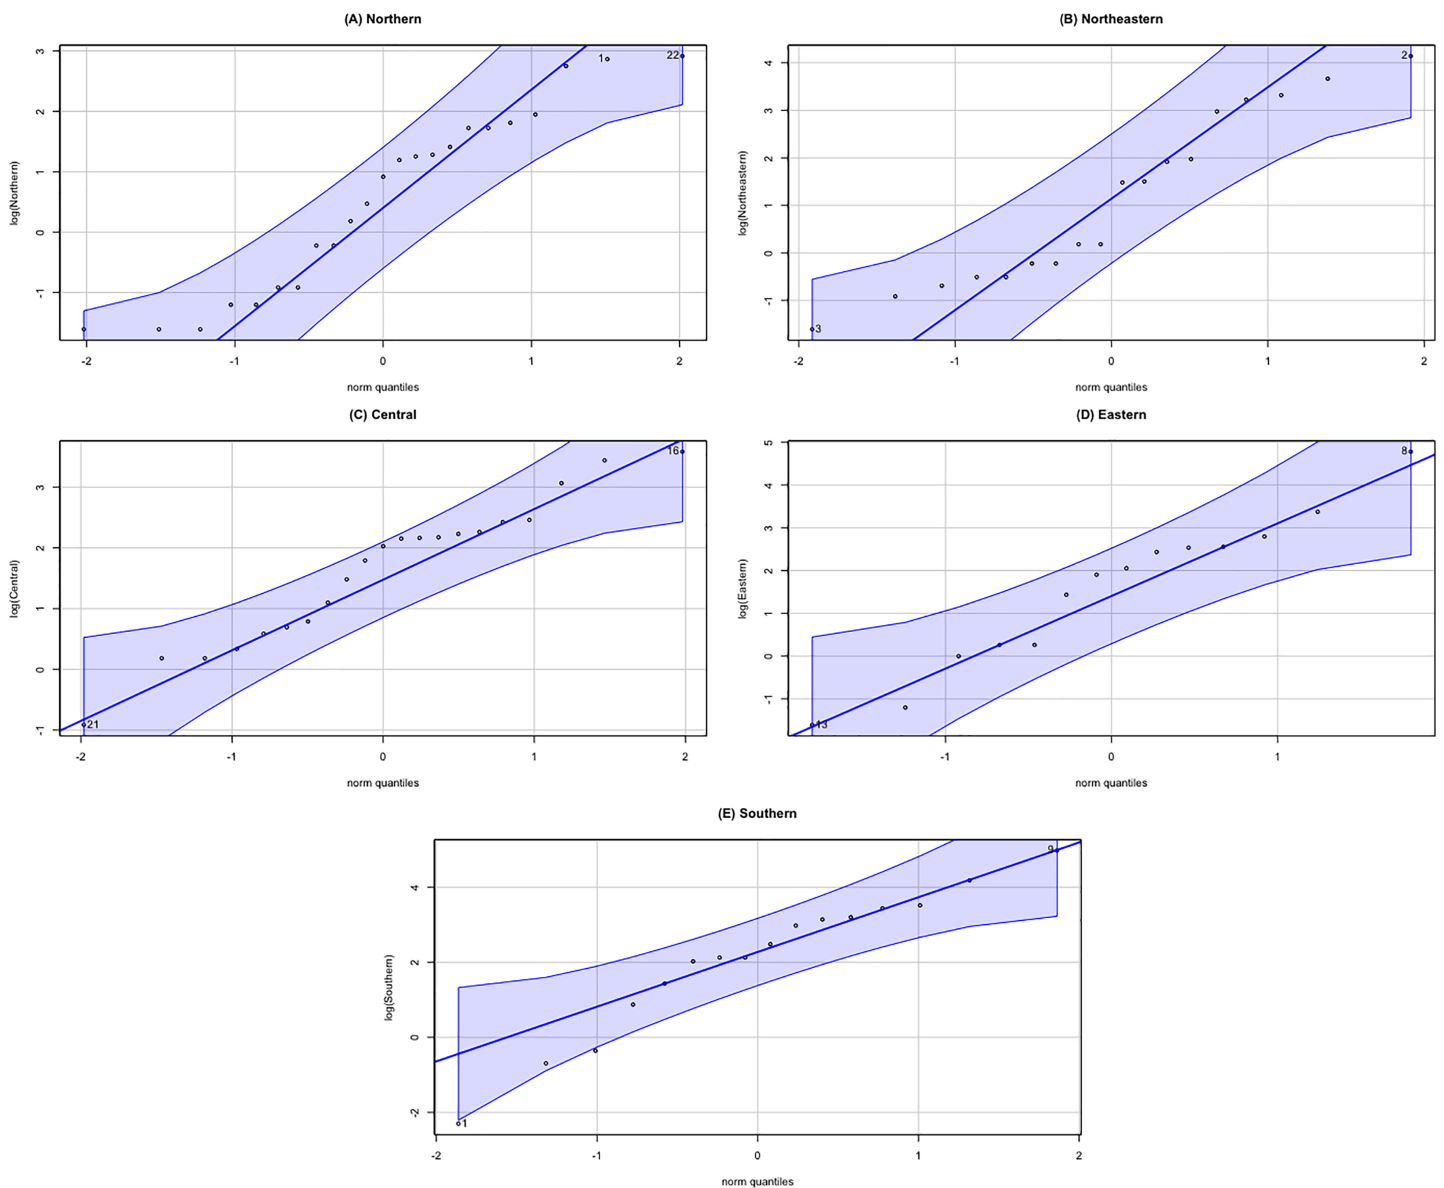 (A) Northern
3
2
1
0
-1
log(Northern)
1
22
-2 -1 0 1 2
norm quantiles
(B) Northeastern
4
3
2
1
0
-1
log(Northeastern)
2
3
-2 -1 0 1 2
norm quantiles
(C) Central
3
2
1
0
-1
log(Central)
16
21
-2 -1 0 1 2
norm quantiles
(D) Eastern
5
4
3
2
1
0
-1
log(Eastern)
8
13
-1 0 1
norm quantiles
(E) Southern
4
2
0
-2
log(Southern)
9
1
-2 -1 0 1 2
norm quantiles